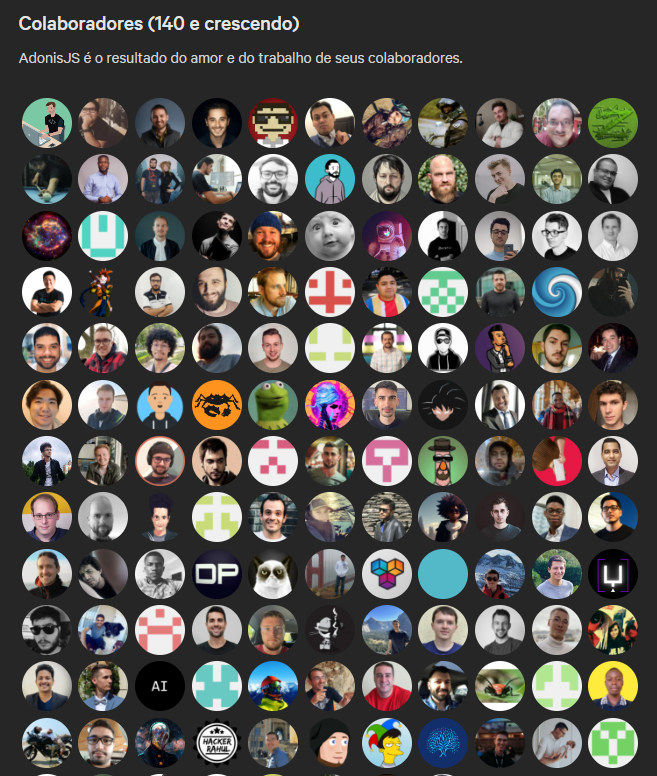 Colaboradores (140 e crescendo)
AdonisJS é o resultado do amor e do trabalho de seus colaboradores.
DP
AI
HACKER
RAHUL